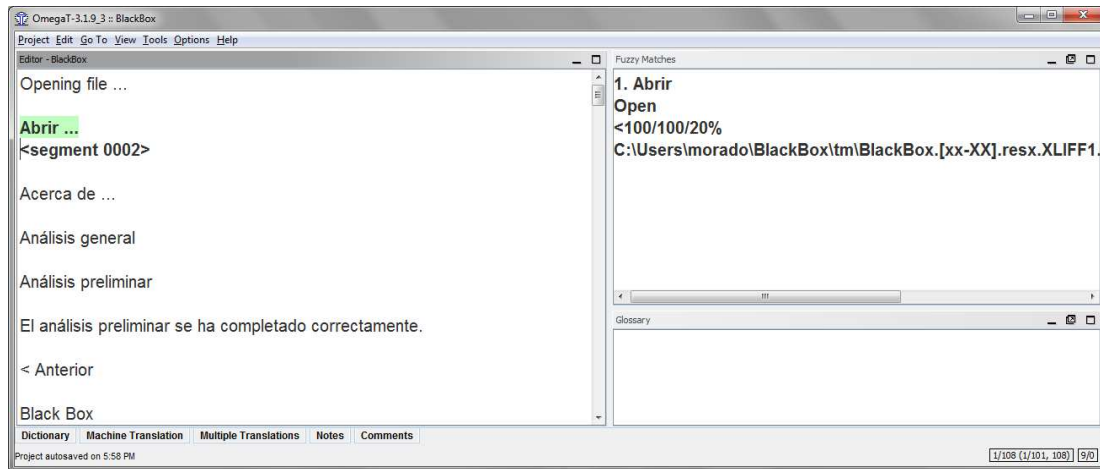 OmegaT-3.1.9_3 :: BlackBox
Project Edit Go To View Tools Options Help
Editor - BlackBox
Opening file ...
Abrir ...
<segment 0002>
Acerca de ...
Análisis general
Análisis preliminar
El análisis preliminar se ha completado correctamente.
< Anterior
Black Box
Fuzzy Matches
1. Abrir
Open
<100/100/20%
C:\Users\morado\BlackBox\tm\BlackBox.[xx-XX].resx.XLIFF1.
Glossary
Dictionary Machine Translation Multiple Translations Notes Comments
Project autosaved on 5:58 PM
1/108 (1/101, 108) 9/0